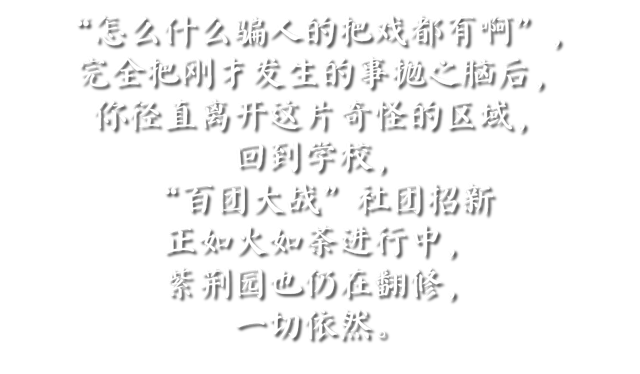 “怎么什么骗人的把戏都有啊”，
完全把刚才发生的事抛之脑后，
你径直离开这片奇怪的区域，
回到学校，
“百团大战”社团招新
正如火如荼进行中，
紫荆园也仍在翻修，
一切依然。